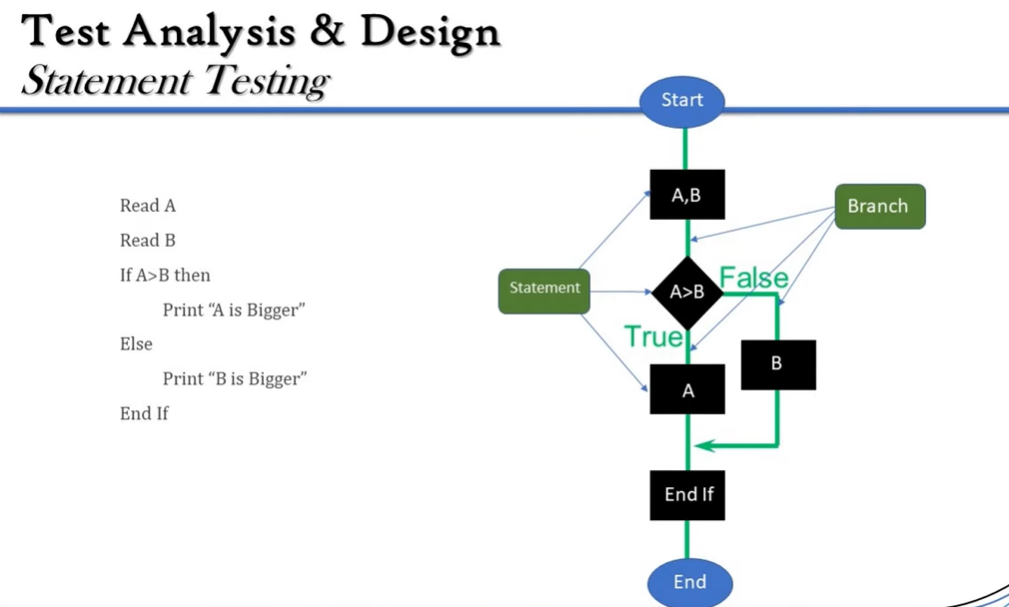 Test Analysis & Design
Statement Testing
Read A
Read B
If A>B then
Print “A is Bigger”
Else
Print “B is Bigger”
End If
Start
A,B
Branch
Statement
A>B
False
True
B
A
End If
End